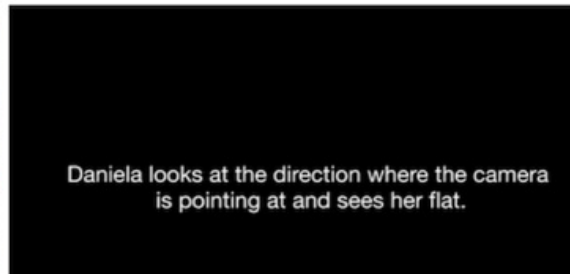 Daniela looks at the direction where the camera
is pointing at and sees her flat.